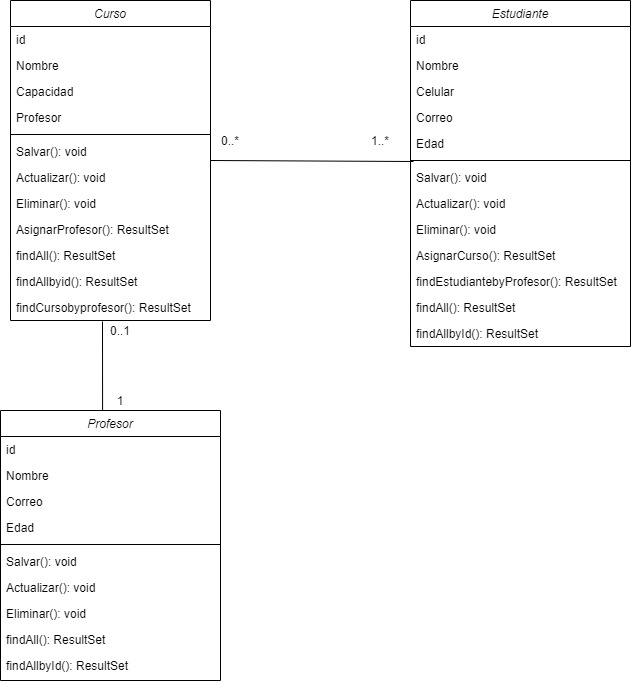 Curso
id
Nombre
Capacidad
Profesor
Salvar(): void
Actualizar(): void
Eliminar(): void
AsignarProfesor(): ResultSet
findAll(): ResultSet
findAllbyid(): ResultSet
findCursobyprofesor(): ResultSet
0..*
1..*
Estudiante
id
Nombre
Celular
Correo
Edad
Salvar(): void
Actualizar(): void
Eliminar(): void
AsignarCurso(): ResultSet
findEstudiantebyProfesor(): ResultSet
findAll(): ResultSet
findAllbyId(): ResultSet
0..1
1
Profesor
id
Nombre
Correo
Edad
Salvar(): void
Actualizar(): void
Eliminar(): void
findAll(): ResultSet
findAllbyId(): ResultSet